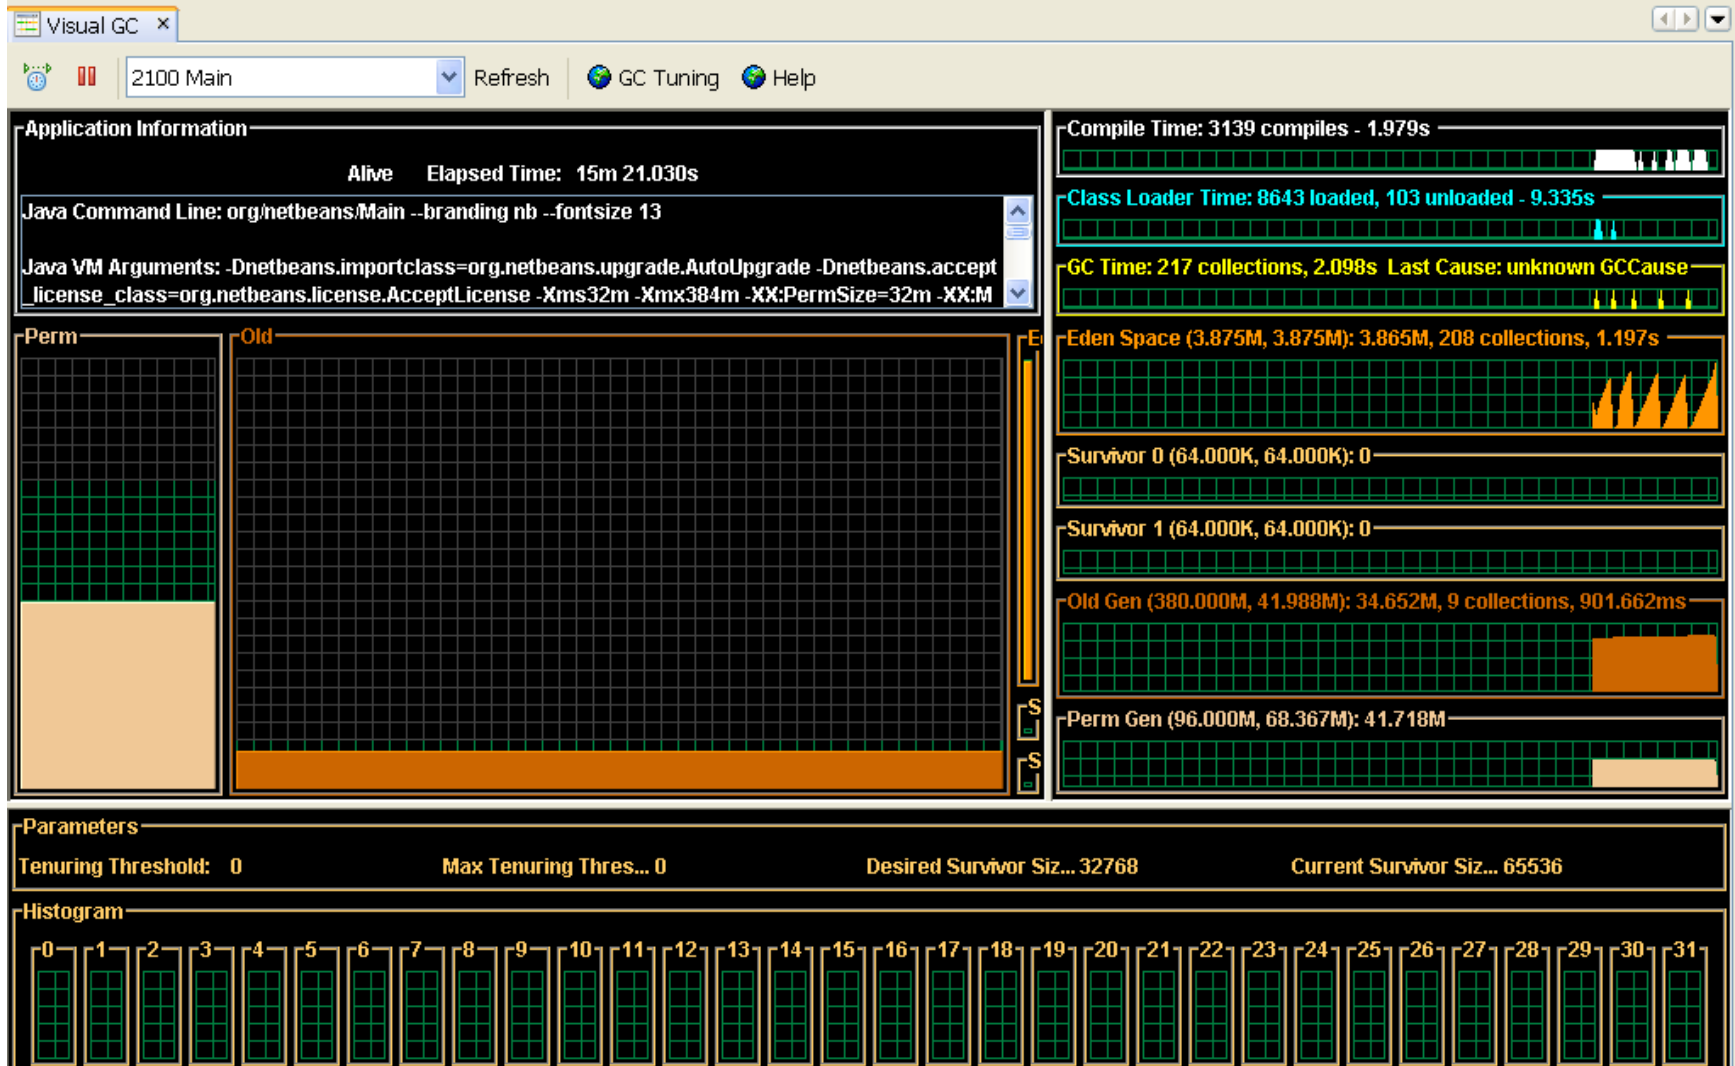 Visual GC
2100 Main
Refresh
GC Tuning
Help
Application Information
Alive Elapsed Time: 15m 21.030s
Java Command Line: org/netbeans/Main --branding nb --fontsize 13
Java VM Arguments: -Dnetbeans.importclass=org.netbeans.upgrade.AutoUpgrade -Dnetbeans.accept
_license_class=org.netbeans.license.AcceptLicense -Xms32m -Xmx384m -XX:PermSize=32m -XX:M
Perm
Old
E
S
S
Compile Time: 3139 compiles - 1.979s
Class Loader Time: 8643 loaded, 103 unloaded - 9.335s
GC Time: 217 collections, 2.098s Last Cause: unknown GCCause
Eden Space (3.875M, 3.875M): 3.865M, 208 collections, 1.197s
Survivor 0 (64.000K, 64.000K): 0
Survivor 1 (64.000K, 64.000K): 0
Old Gen (380.000M, 41.988M): 34.652M, 9 collections, 901.662ms
Perm Gen (96.000M, 68.367M): 41.718M
Parameters
Tenuring Threshold: 0 Max Tenuring Thres... 0 Desired Survivor Siz... 32768 Current Survivor Siz... 65536
Histogram
0 1 2 3 4 5 6 7 8 9 10 11 12 13 14 15 16 17 18 19 20 21 22 23 24 25 26 27 28 29 30 31